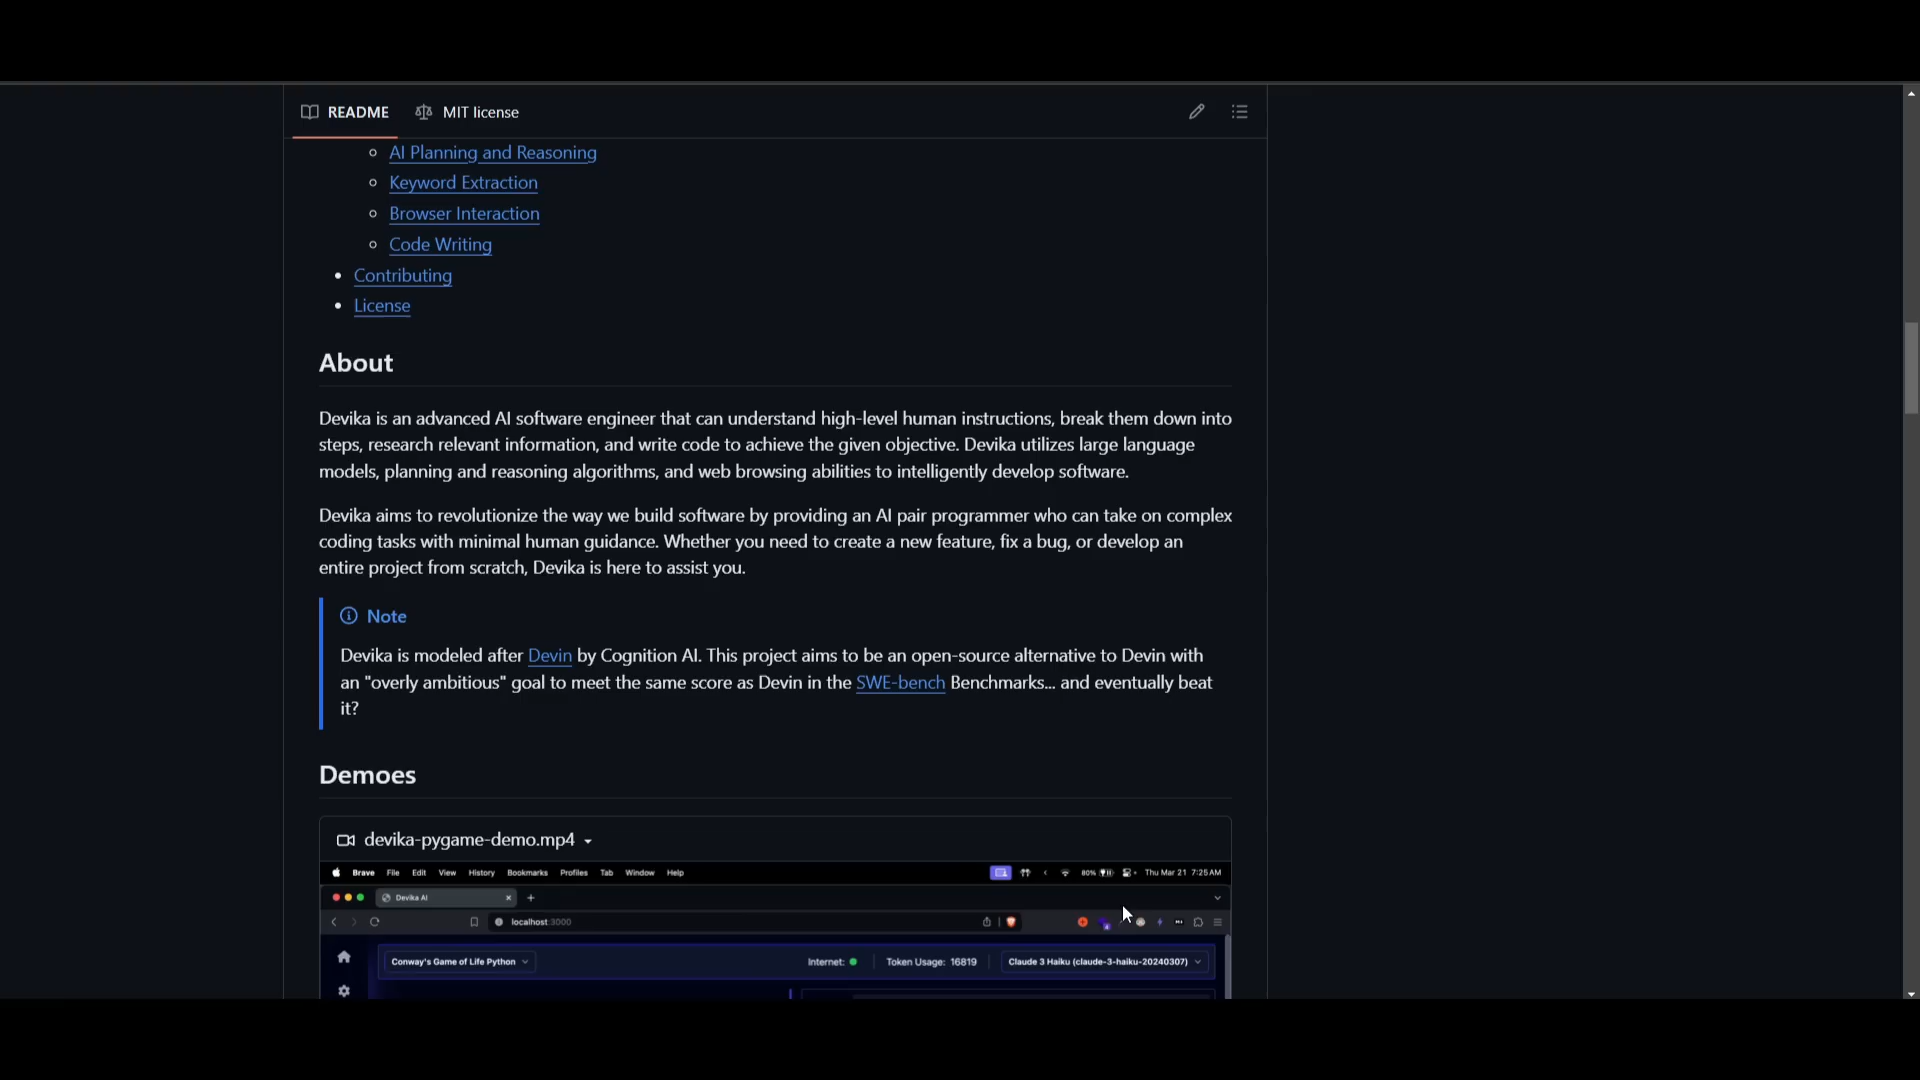 README MIT license
AI Planning and Reasoning
Keyword Extraction
Browser Interaction
Code Writing
Contributing
License
About
Devika is an advanced AI software engineer that can understand high-level human instructions, break them down into
steps, research relevant information, and write code to achieve the given objective. Devika utilizes large language
models, planning and reasoning algorithms, and web browsing abilities to intelligently develop software.
Devika aims to revolutionize the way we build software by providing an AI pair programmer who can take on complex
coding tasks with minimal human guidance. Whether you need to create a new feature, fix a bug, or develop an
entire project from scratch, Devika is here to assist you.
Note
Devika is modeled after Devin by Cognition AI. This project aims to be an open-source alternative to Devin with
an "overly ambitious" goal to meet the same score as Devin in the SWE-bench Benchmarks... and eventually beat
it?
Demoes
devika-pygame-demo.mp4
Brave File Edit View History Bookmarks Profiles Tab Window Help 80% Thu Mar 21 7:25 AM
Devika AI
localhost:3000
Conway's Game of Life Python Internet: Token Usage: 16819 Claude 3 Haiku (claude-3-haiku-20240307)